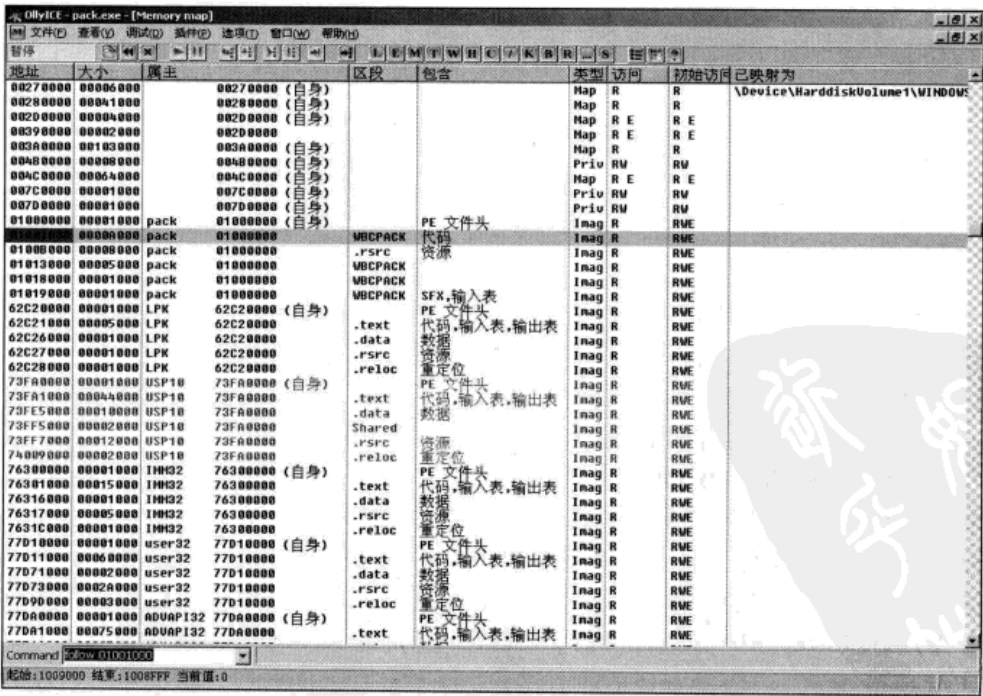 OllyICE - pack.exe - [Memory map]
文件(F) 查看(V) 调试(D) 插件(P) 选项(T) 窗口(W) 帮助(H)
暂停 L E M T W H C / K B R ... S ?
地址 大小 属主 区段 包含 类型 访问 初始访问 已映射为
00270000 00006000 00270000 (自身) Map R R \Device\HarddiskVolume1\WINDOWS
00280000 00041000 00280000 (自身) Map R R
002D0000 00004000 002D0000 (自身) Map R E R E
00390000 00002000 002D0000 Map R E R E
003A0000 00103000 003A0000 (自身) Map R R
004B0000 00008000 004B0000 (自身) Priv RW RW
004C0000 00064000 004C0000 (自身) Map R E R E
007C0000 00001000 007C0000 (自身) Priv RW RW
007D0000 00001000 007D0000 (自身) Priv RW RW
01000000 00001000 pack 01000000 (自身) PE 文件头 Imag R RWE
01001000 0000A000 pack 01000000 WBCPACK 代码 Imag R RWE
0100B000 00008000 pack 01000000 .rsrc 资源 Imag R RWE
01013000 00005000 pack 01000000 WBCPACK Imag R RWE
01018000 00001000 pack 01000000 WBCPACK Imag R RWE
01019000 00001000 pack 01000000 WBCPACK SFX,输入表 Imag R RWE
62C20000 00001000 LPK 62C20000 (自身) PE 文件头 Imag R RWE
62C21000 00005000 LPK 62C20000 .text 代码,输入表,输出表 Imag R RWE
62C26000 00001000 LPK 62C20000 .data 数据 Imag R RWE
62C27000 00001000 LPK 62C20000 .rsrc 资源 Imag R RWE
62C28000 00001000 LPK 62C20000 .reloc 重定位 Imag R RWE
73FA0000 00001000 USP10 73FA0000 (自身) PE 文件头 Imag R RWE
73FA1000 00044000 USP10 73FA0000 .text 代码,输入表,输出表 Imag R RWE
73FE5000 00010000 USP10 73FA0000 .data 数据 Imag R RWE
73FF5000 00002000 USP10 73FA0000 Shared Imag R RWE
73FF7000 00012000 USP10 73FA0000 .rsrc 资源 Imag R RWE
74009000 00002000 USP10 73FA0000 .reloc 重定位 Imag R RWE
76300000 00001000 IMM32 76300000 (自身) PE 文件头 Imag R RWE
76301000 00015000 IMM32 76300000 .text 代码,输入表,输出表 Imag R RWE
76316000 00001000 IMM32 76300000 .data 数据 Imag R RWE
76317000 00005000 IMM32 76300000 .rsrc 资源 Imag R RWE
7631C000 00001000 IMM32 76300000 .reloc 重定位 Imag R RWE
77D10000 00001000 user32 77D10000 (自身) PE 文件头 Imag R RWE
77D11000 00060000 user32 77D10000 .text 代码,输入表,输出表 Imag R RWE
77D71000 00002000 user32 77D10000 .data 数据 Imag R RWE
77D73000 0002A000 user32 77D10000 .rsrc 资源 Imag R RWE
77D9D000 00003000 user32 77D10000 .reloc 重定位 Imag R RWE
77DA0000 00001000 ADVAPI32 77DA0000 (自身) PE 文件头 Imag R RWE
77DA1000 00075000 ADVAPI32 77DA0000 .text 代码,输入表,输出表 Imag R RWE
Command follow 01001000
起始:1009000 结束:1008FFF 当前值:0